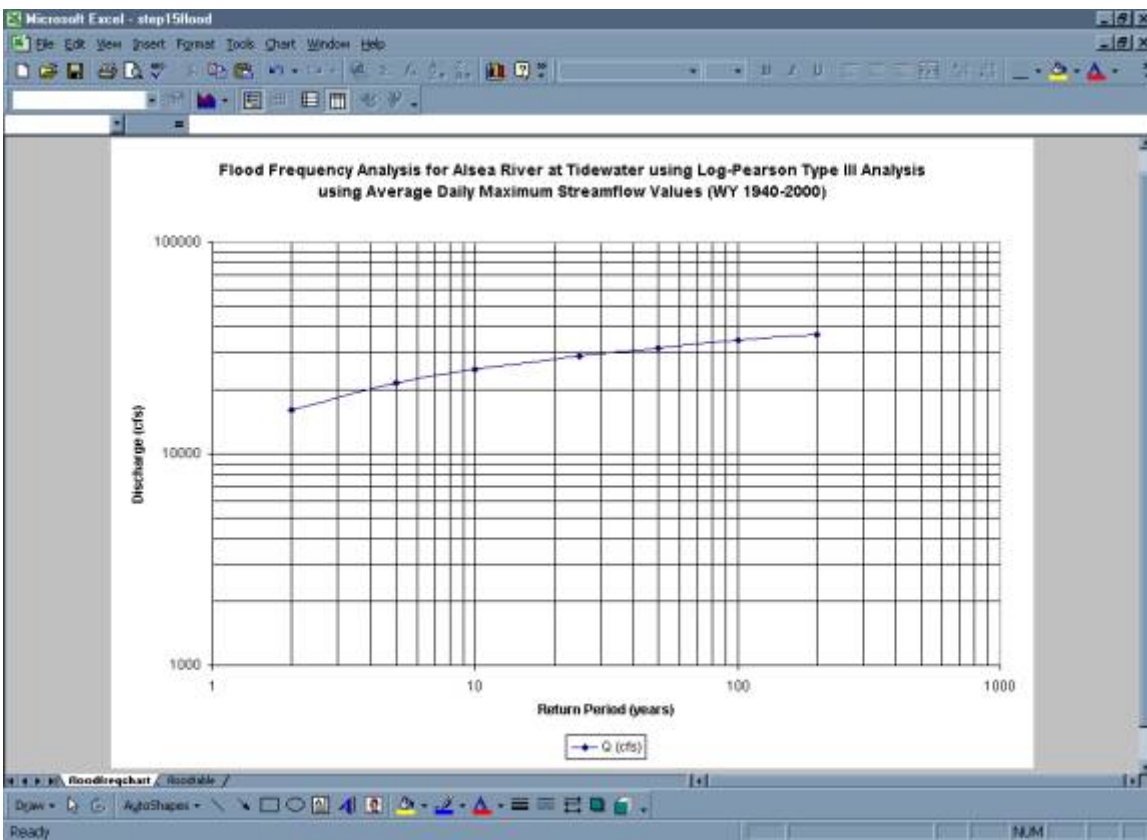 Microsoft Excel - step15flood
File Edit View Insert Format Tools Chart Window Help
=
Flood Frequency Analysis for Alsea River at Tidewater using Log-Pearson Type III Analysis
using Average Daily Maximum Streamflow Values (WY 1940-2000)
100000
10000
1000
Discharge (cfs)
1 10 100 1000
Return Period (years)
Q (cfs)
floodfreqchart floodtable
Draw AutoShapes
Ready NUM